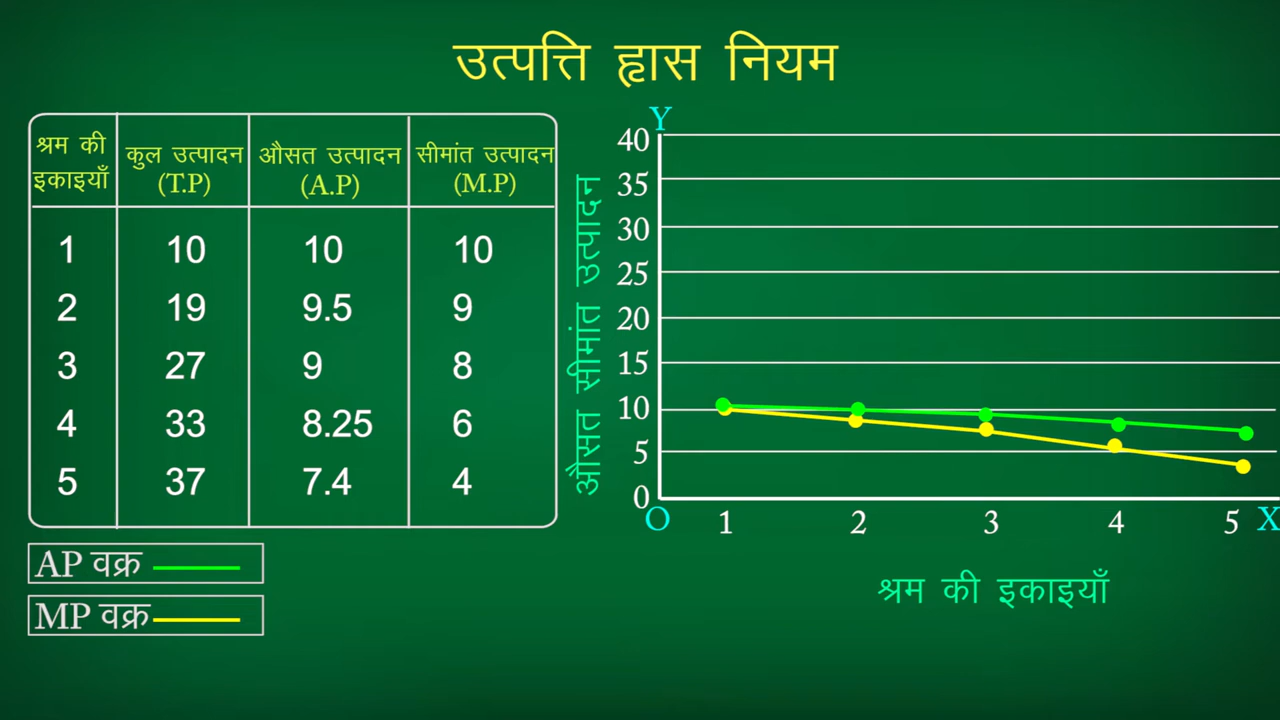 उत्पत्ति ह्रास नियम
श्रम की
इकाइयाँ
कुल उत्पादन
(T.P)
औसत उत्पादन
(A.P)
सीमांत उत्पादन
(M.P)
1 10 10 10
2 19 9.5 9
3 27 9 8
4 33 8.25 6
5 37 7.4 4
AP वक्र
MP वक्र
Y
40
35
30
25
20
15
10
5
0
औसत सीमांत उत्पादन
O 1 2 3 4 5 X
श्रम की इकाइयाँ